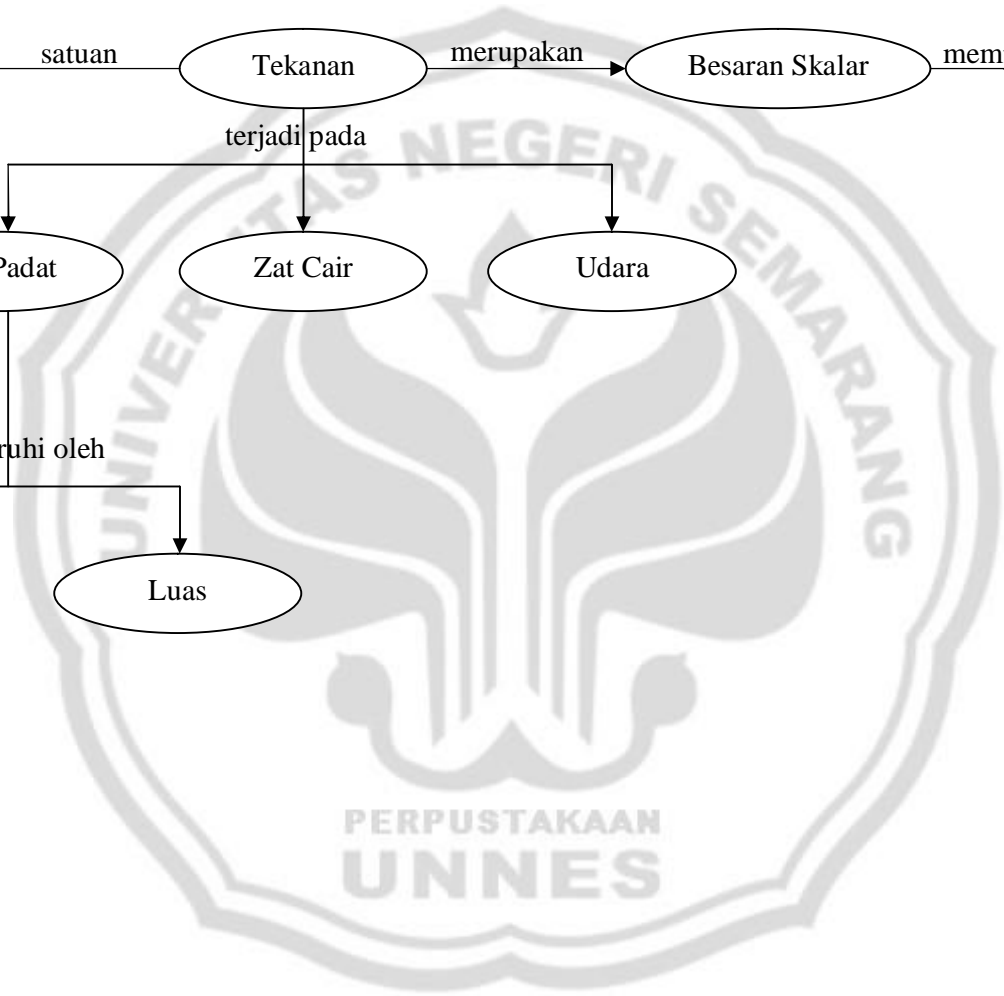 satuan Tekanan merupakan Besaran Skalar mem
terjadi pada
Padat Zat Cair Udara
ruhi oleh
Luas
UNIVERSITAS NEGERI SEMARANG
PERPUSTAKAAN
UNNES